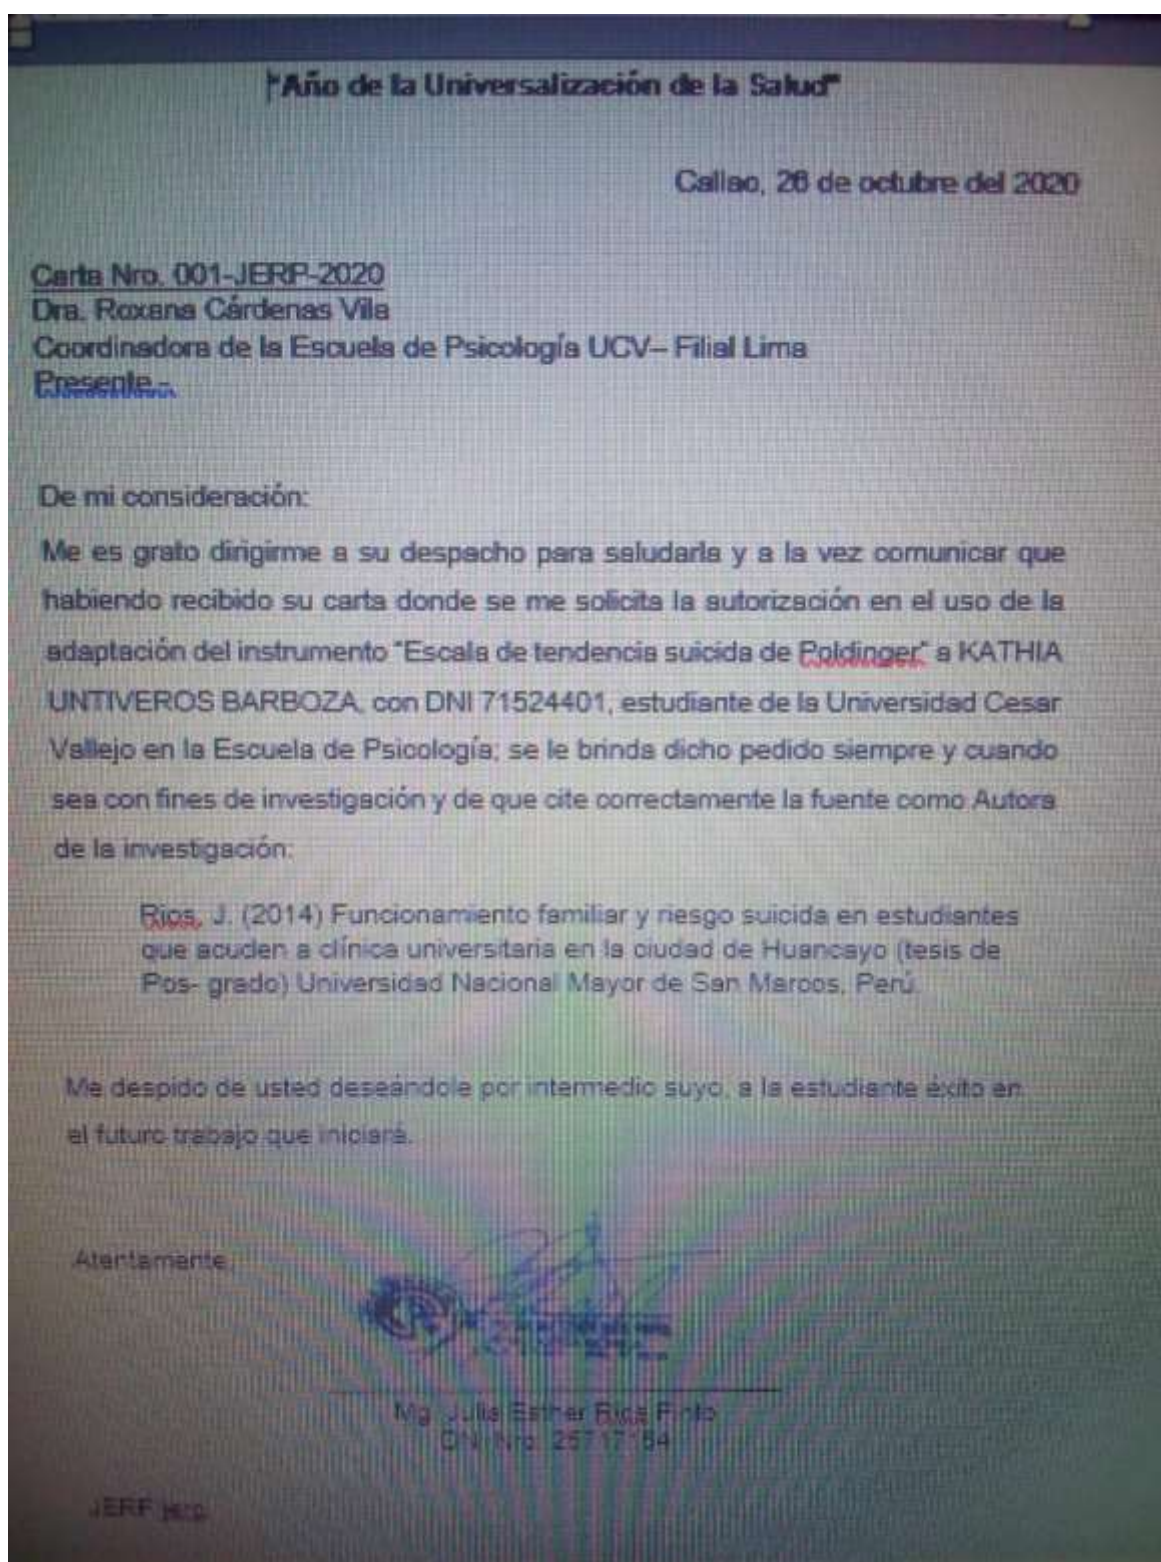 "Año de la Universalización de la Salud"
Callao, 26 de octubre del 2020
Carta Nro. 001-JERP-2020
Dra. Roxana Cárdenas Vila
Coordinadora de la Escuela de Psicología UCV– Filial Lima
Presente.-
De mi consideración:
Me es grato dirigirme a su despacho para saludarla y a la vez comunicar que
habiendo recibido su carta donde se me solicita la autorización en el uso de la
adaptación del instrumento "Escala de tendencia suicida de Poldinger" a KATHIA
UNTIVEROS BARBOZA, con DNI 71524401, estudiante de la Universidad Cesar
Vallejo en la Escuela de Psicología; se le brinda dicho pedido siempre y cuando
sea con fines de investigación y de que cite correctamente la fuente como Autora
de la investigación:
Rios, J. (2014) Funcionamiento familiar y riesgo suicida en estudiantes
que acuden a clínica universitaria en la ciudad de Huancayo (tesis de
Pos- grado) Universidad Nacional Mayor de San Marcos, Perú.
Me despido de usted deseándole por intermedio suyo, a la estudiante éxito en
el futuro trabajo que iniciará.
Atentamente
Mg. Julia Esther Rios Pinto
DNI Nro. 25717154
JERP